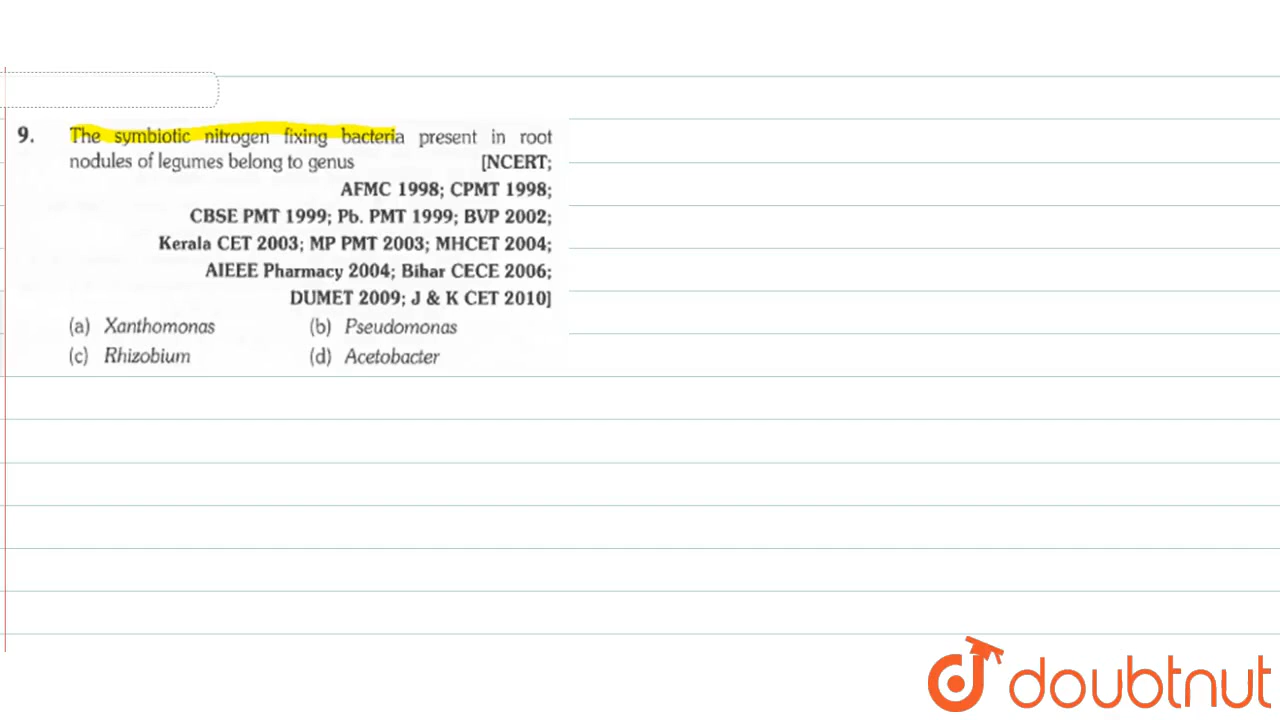 9. The symbiotic nitrogen fixing bacteria present in root
nodules of legumes belong to genus [NCERT;
AFMC 1998; CPMT 1998;
CBSE PMT 1999; Pb. PMT 1999; BVP 2002;
Kerala CET 2003; MP PMT 2003; MHCET 2004;
AIEEE Pharmacy 2004; Bihar CECE 2006;
DUMET 2009; J & K CET 2010]
(a) Xanthomonas (b) Pseudomonas
(c) Rhizobium (d) Acetobacter
doubtnut